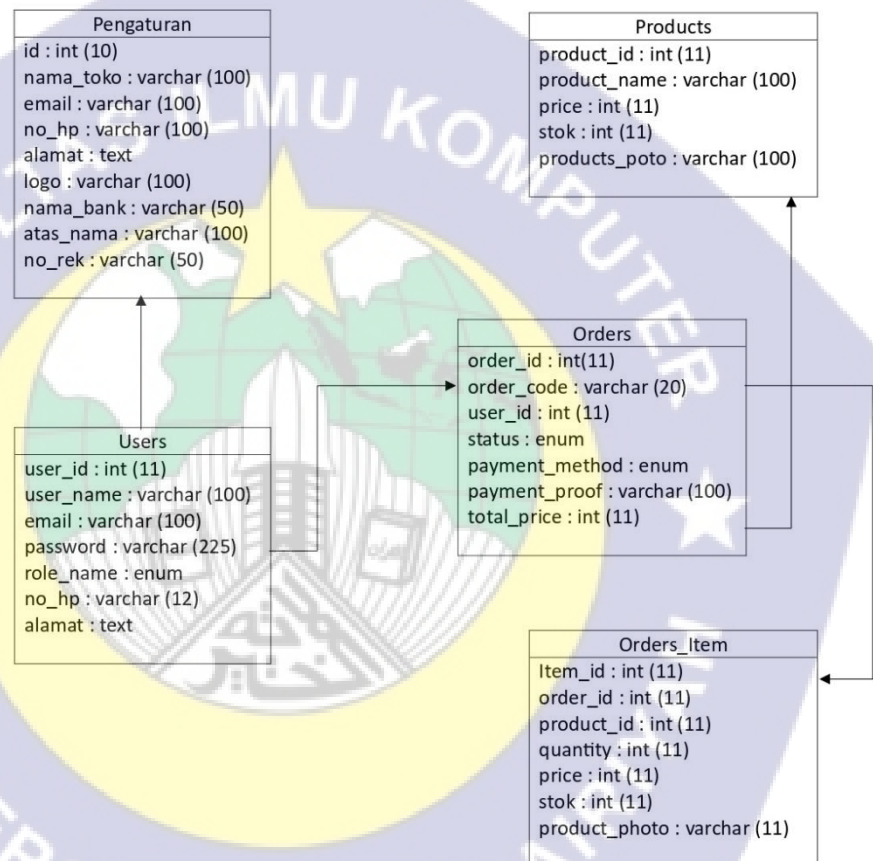 Pengaturan
id : int (10)
nama_toko : varchar (100)
email : varchar (100)
no_hp : varchar (100)
alamat : text
logo : varchar (100)
nama_bank : varchar (50)
atas_nama : varchar (100)
no_rek : varchar (50)
Products
product_id : int (11)
product_name : varchar (100)
price : int (11)
stok : int (11)
products_poto : varchar (100)
Orders
order_id : int(11)
order_code : varchar (20)
user_id : int (11)
status : enum
payment_method : enum
payment_proof : varchar (100)
total_price : int (11)
Users
user_id : int (11)
user_name : varchar (100)
email : varchar (100)
password : varchar (225)
role_name : enum
no_hp : varchar (12)
alamat : text
Orders_Item
Item_id : int (11)
order_id : int (11)
product_id : int (11)
quantity : int (11)
price : int (11)
stok : int (11)
product_photo : varchar (11)
ILMU KOMPUTER